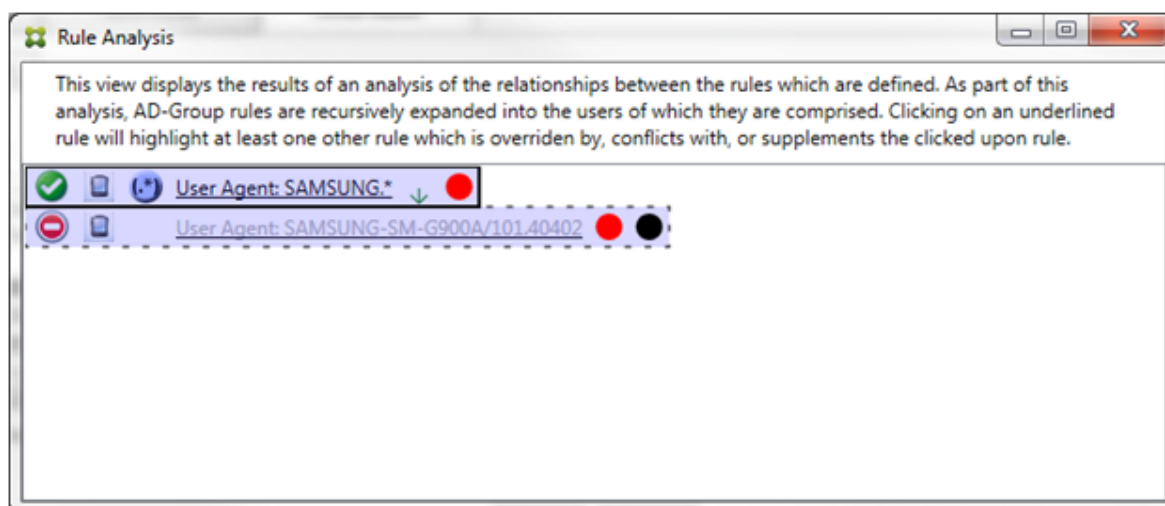 Rule Analysis
This view displays the results of an analysis of the relationships between the rules which are defined. As part of this
analysis, AD-Group rules are recursively expanded into the users of which they are comprised. Clicking on an underlined
rule will highlight at least one other rule which is overriden by, conflicts with, or supplements the clicked upon rule.
(.*) User Agent: SAMSUNG.*
User Agent: SAMSUNG-SM-G900A/101.40402